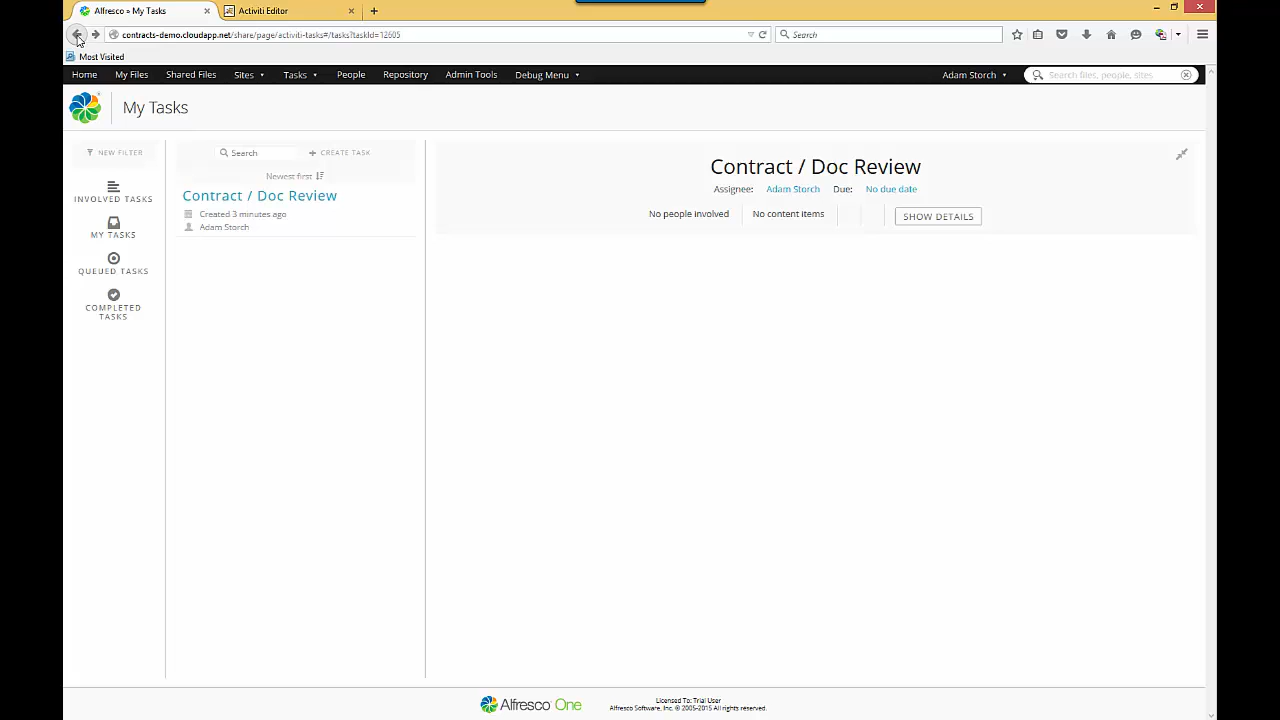 Alfresco » My Tasks
Activiti Editor
contracts-demo.cloudapp.net/share/page/activiti-tasks#/tasks?taskId=12605
Search
Most Visited
Home My Files Shared Files Sites Tasks People Repository Admin Tools Debug Menu Adam Storch Search files, people, sites
My Tasks
NEW FILTER
INVOLVED TASKS
MY TASKS
QUEUED TASKS
COMPLETED
TASKS
Search + CREATE TASK
Newest first
Contract / Doc Review
Created 3 minutes ago
Adam Storch
Contract / Doc Review
Assignee: Adam Storch Due: No due date
No people involved No content items SHOW DETAILS
Alfresco One
Licensed To: Trial User
Alfresco Software, Inc. © 2005-2015 All rights reserved.